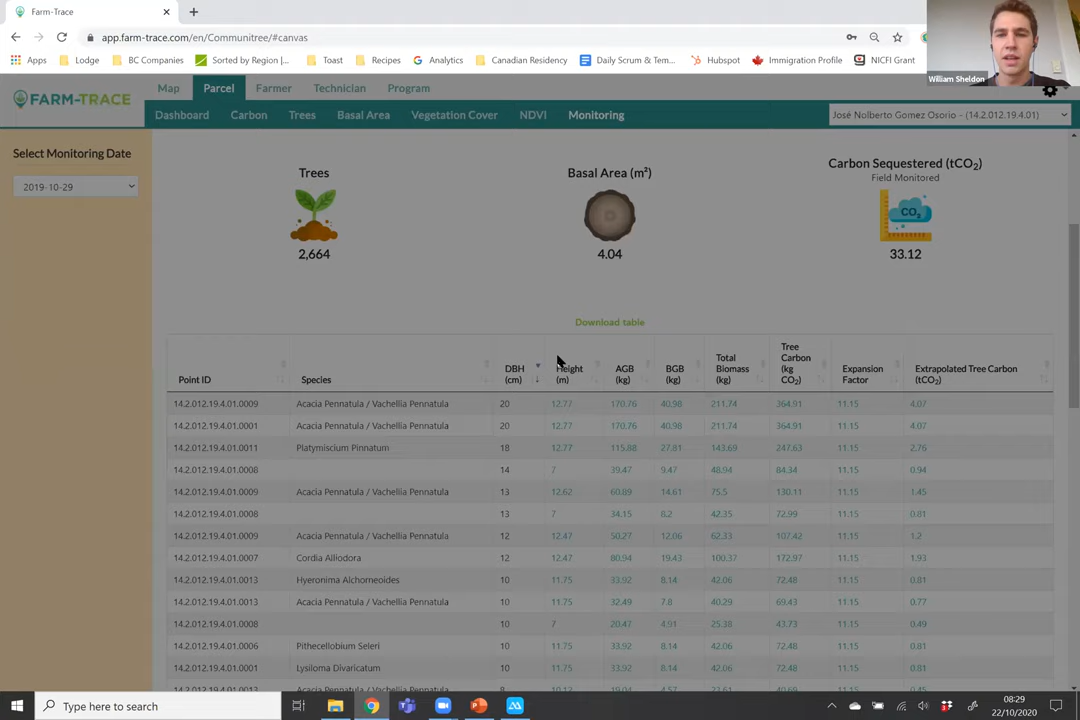 Farm-Trace
app.farm-trace.com/en/Communitree/#canvas
Apps Lodge BC Companies Sorted by Region |... Toast Recipes Analytics Canadian Residency Daily Scrum & Tem... Hubspot Immigration Profile NICFI Grant
William Sheldon
FARM-TRACE
Map Parcel Farmer Technician Program
Dashboard Carbon Trees Basal Area Vegetation Cover NDVI Monitoring
José Nolberto Gomez Osorio - (14.2.012.19.4.01)
Select Monitoring Date
2019-10-29
Trees
2,664
Basal Area (m²)
4.04
Carbon Sequestered (tCO₂)
Field Monitored
CO₂
33.12
Download table
Point ID Species DBH (cm) Height (m) AGB (kg) BGB (kg) Total Biomass (kg) Tree Carbon (kg CO₂) Expansion Factor Extrapolated Tree Carbon (tCO₂)
14.2.012.19.4.01.0009 Acacia Pennatula / Vachellia Pennatula 20 12.77 170.76 40.98 211.74 364.91 11.15 4.07
14.2.012.19.4.01.0001 Acacia Pennatula / Vachellia Pennatula 20 12.77 170.76 40.98 211.74 364.91 11.15 4.07
14.2.012.19.4.01.0011 Platymiscium Pinnatum 18 12.77 115.88 27.81 143.69 247.63 11.15 2.76
14.2.012.19.4.01.0008 14 7 39.47 9.47 48.94 84.34 11.15 0.94
14.2.012.19.4.01.0009 Acacia Pennatula / Vachellia Pennatula 13 12.62 60.89 14.61 75.5 130.11 11.15 1.45
14.2.012.19.4.01.0008 13 7 34.15 8.2 42.35 72.99 11.15 0.81
14.2.012.19.4.01.0009 Acacia Pennatula / Vachellia Pennatula 12 12.47 50.27 12.06 62.33 107.42 11.15 1.2
14.2.012.19.4.01.0007 Cordia Alliodora 12 12.47 80.94 19.43 100.37 172.97 11.15 1.93
14.2.012.19.4.01.0013 Hyeronima Alchorneoides 10 11.75 33.92 8.14 42.06 72.48 11.15 0.81
14.2.012.19.4.01.0013 Acacia Pennatula / Vachellia Pennatula 10 11.75 32.49 7.8 40.29 69.43 11.15 0.77
14.2.012.19.4.01.0008 10 7 20.47 4.91 25.38 43.73 11.15 0.49
14.2.012.19.4.01.0006 Pithecellobium Seleri 10 11.75 33.92 8.14 42.06 72.48 11.15 0.81
14.2.012.19.4.01.0001 Lysiloma Divaricatum 10 11.75 33.92 8.14 42.06 72.48 11.15 0.81
14.2.012.19.4.01.0013 Acacia Pennatula / Vachellia Pennatula
Type here to search
08:29
22/10/2020